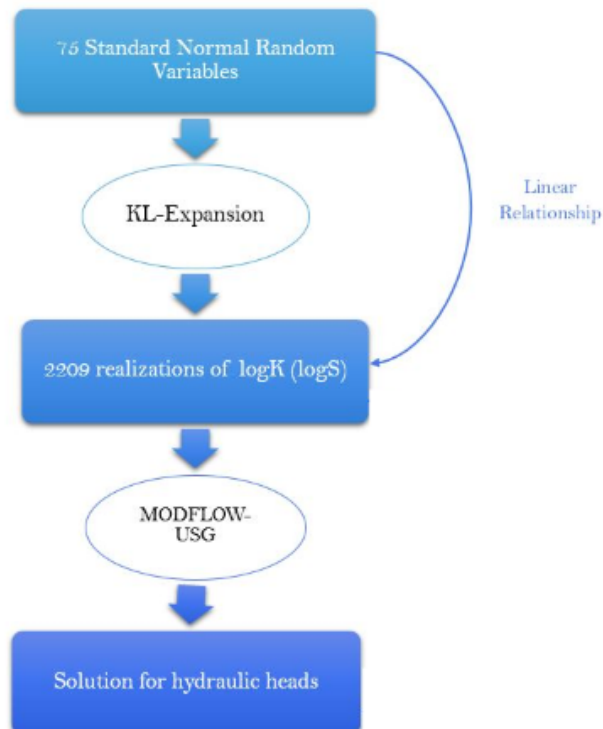 75 Standard Normal Random
Variables
KL-Expansion
Linear
Relationship
2209 realizations of logK (logS)
MODFLOW-
USG
Solution for hydraulic heads